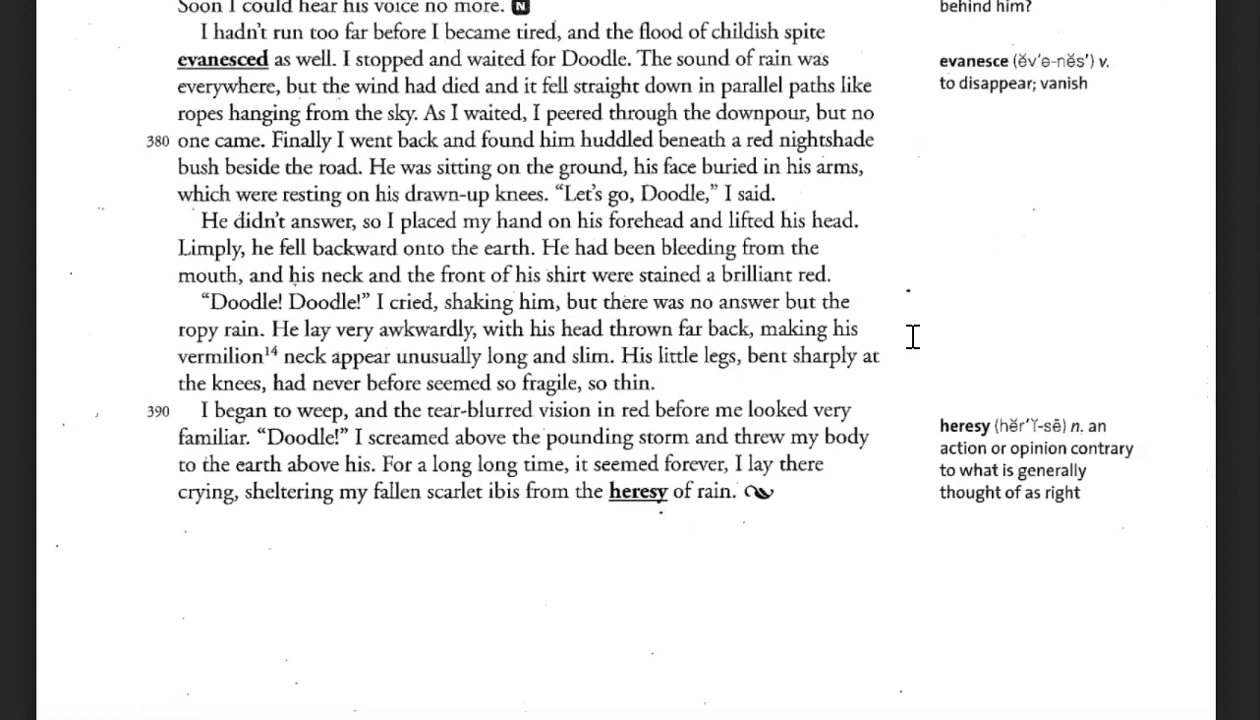 Soon I could hear his voice no more. N
I hadn't run too far before I became tired, and the flood of childish spite
evanesced as well. I stopped and waited for Doodle. The sound of rain was
everywhere, but the wind had died and it fell straight down in parallel paths like
ropes hanging from the sky. As I waited, I peered through the downpour, but no
380 one came. Finally I went back and found him huddled beneath a red nightshade
bush beside the road. He was sitting on the ground, his face buried in his arms,
which were resting on his drawn-up knees. “Let's go, Doodle,” I said.
He didn't answer, so I placed my hand on his forehead and lifted his head.
Limply, he fell backward onto the earth. He had been bleeding from the
mouth, and his neck and the front of his shirt were stained a brilliant red.
“Doodle! Doodle!” I cried, shaking him, but there was no answer but the
ropy rain. He lay very awkwardly, with his head thrown far back, making his
vermilion¹⁴ neck appear unusually long and slim. His little legs, bent sharply at
the knees, had never before seemed so fragile, so thin.
390 I began to weep, and the tear-blurred vision in red before me looked very
familiar. “Doodle!” I screamed above the pounding storm and threw my body
to the earth above his. For a long long time, it seemed forever, I lay there
crying, sheltering my fallen scarlet ibis from the heresy of rain.
behind him?
evanesce (ĕv'ə-nĕs') v.
to disappear; vanish
heresy (hĕr'ĭ-sē) n. an
action or opinion contrary
to what is generally
thought of as right